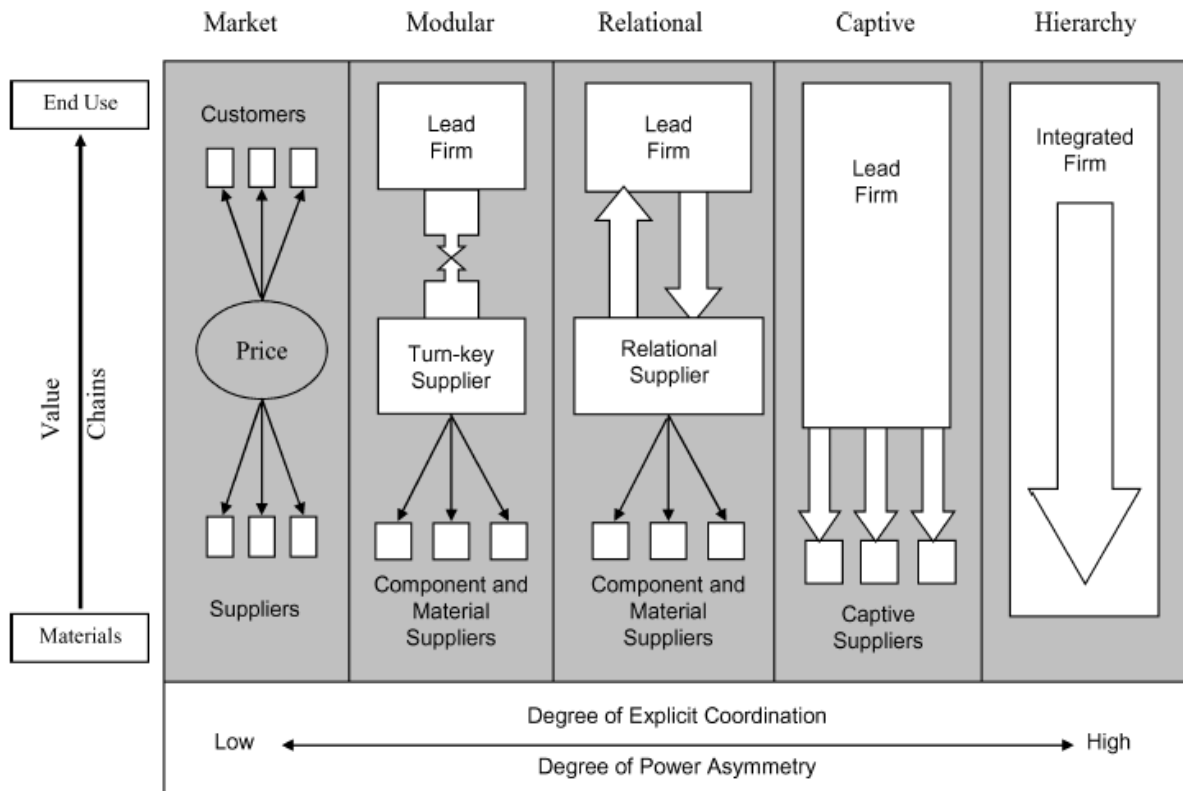 Market
Modular
Relational
Captive
Hierarchy
End Use
Value
Chains
Materials
Customers
Price
Suppliers
Lead
Firm
Turn-key
Supplier
Component and
Material
Suppliers
Lead
Firm
Relational
Supplier
Component and
Material
Suppliers
Lead
Firm
Captive
Suppliers
Integrated
Firm
Degree of Explicit Coordination
Low
High
Degree of Power Asymmetry